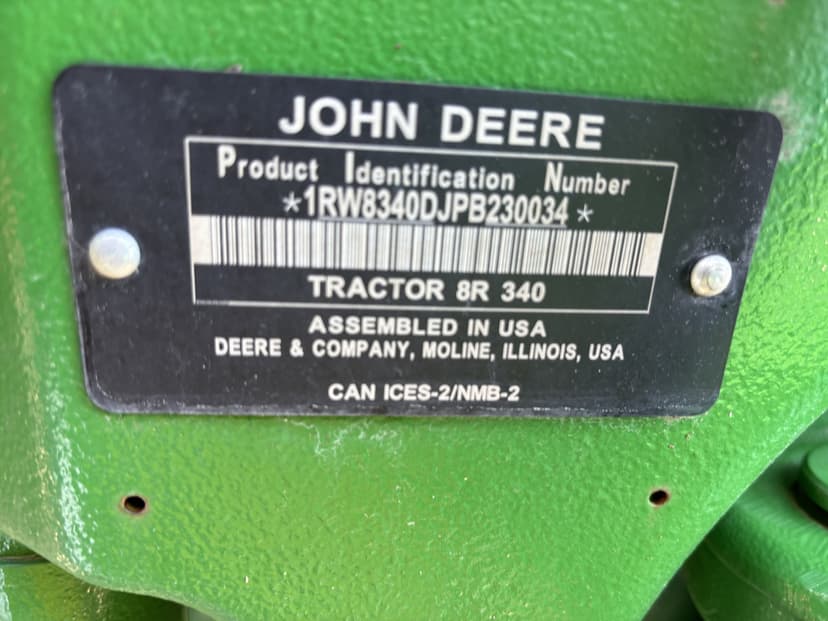 JOHN DEERE
Product Identification Number
*1RW8340DJPB230034*
TRACTOR 8R 340
ASSEMBLED IN USA
DEERE & COMPANY, MOLINE, ILLINOIS, USA
CAN ICES-2/NMB-2